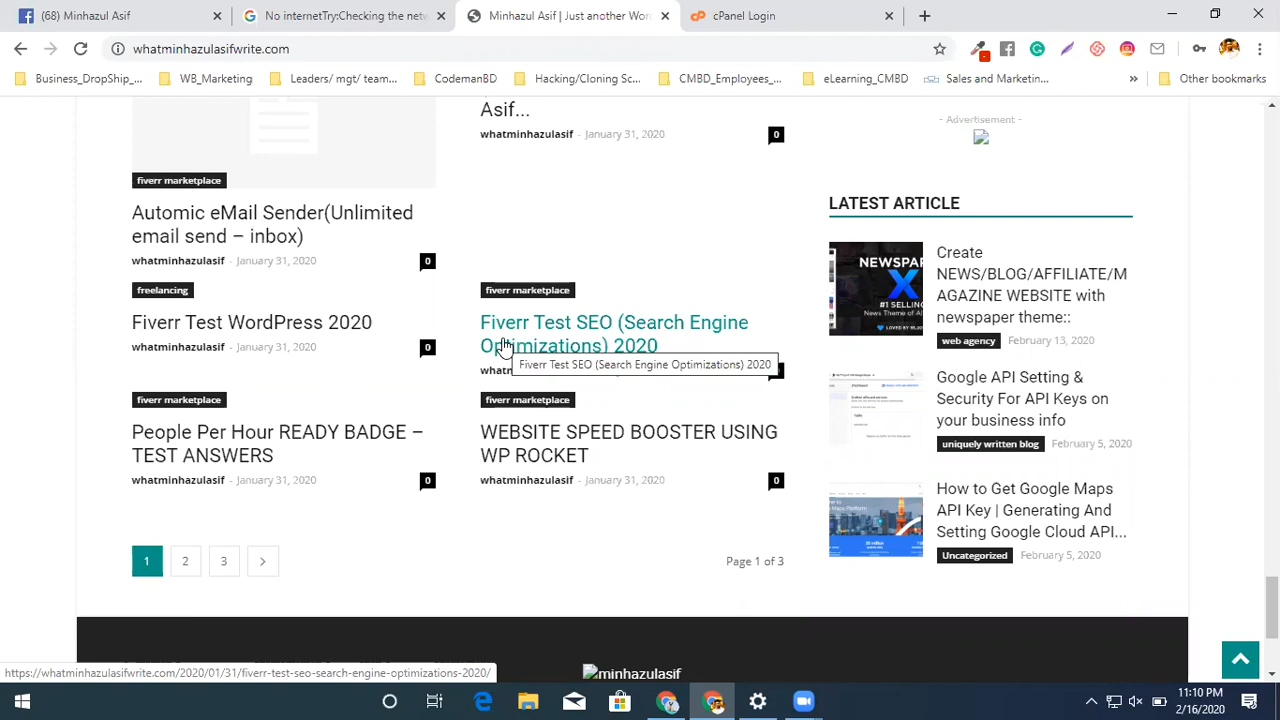 NetworkTry:Checking the net
Minhazul Asif | Just Another Wor
cPanel Login
whatminhazulasifwrite.com
Business_DropShip_...
WB_Marketing
Leaders/ mgt/ team...
CodemanBD
Hacking/Cloning Sc...
CMBD_Employees_...
eLearning_CMBD
Sales and Marketin...
Other bookmarks
Asif...
whatminhazulasif - January 31, 2020
0
fiverr marketplace
Automic eMail Sender(Unlimited
email send – inbox)
whatminhazulasif - January 31, 2020
0
freelancing
Fiverr Test WordPress 2020
whatminhazulasif - January 31, 2020
0
fiverr marketplace
Fiverr Test SEO (Search Engine
Optimizations) 2020
whatn
Fiverr Test SEO (Search Engine Optimizations) 2020
fiverr marketplace
People Per Hour READY BADGE –
TEST ANSWERS
whatminhazulasif - January 31, 2020
0
fiverr marketplace
WEBSITE SPEED BOOSTER USING
WP ROCKET
whatminhazulasif - January 31, 2020
0
1
2
3
Page 1 of 3
- Advertisement -
LATEST ARTICLE
NEWSPAP
X
#1 SELLING
Create
NEWS/BLOG/AFFILIATE/M
AGAZINE WEBSITE with
newspaper theme::
web agency
February 13, 2020
Google API Setting &
Security For API Keys on
your business info
uniquely written blog
February 5, 2020
How to Get Google Maps
API Key | Generating And
Setting Google Cloud API...
Uncategorized
February 5, 2020
minhazulasif
https://whatminhazulasifwrite.com/2020/01/31/fiverr-test-seo-search-engine-optimizations-2020/
11:10 PM
2/16/2020